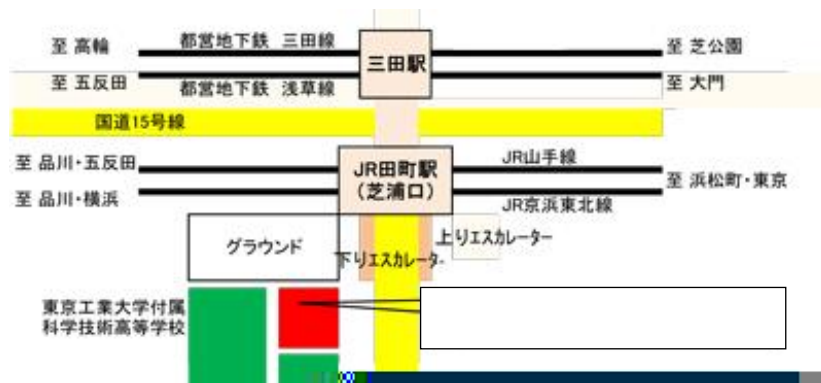 至 高輪
都営地下鉄 三田線
三田駅
至 芝公園
至 五反田
都営地下鉄 浅草線
至 大門
国道15号線
至 品川・五反田
JR田町駅
(芝浦口)
JR山手線
至 浜松町・東京
至 品川・横浜
JR京浜東北線
グラウンド
下りエスカレータ-
上りエスカレーター
東京工業大学付属
科学技術高等学校